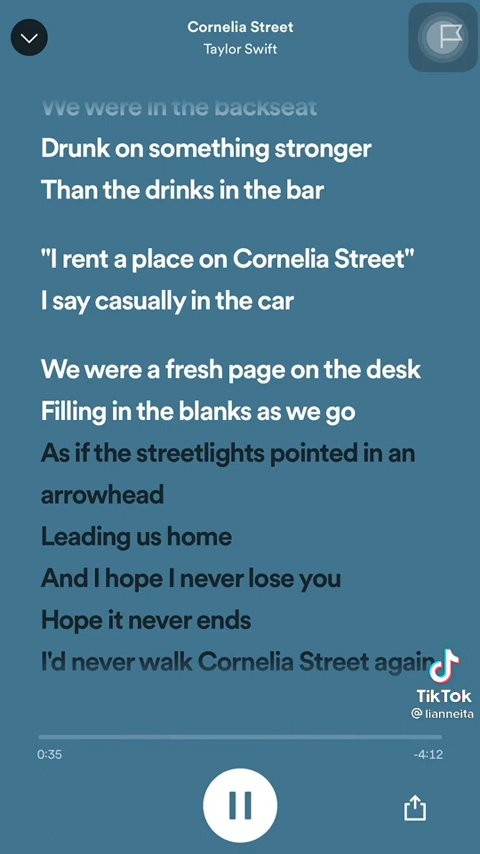 Cornelia Street
Taylor Swift
We were in the backseat
Drunk on something stronger
Than the drinks in the bar
"I rent a place on Cornelia Street"
I say casually in the car
We were a fresh page on the desk
Filling in the blanks as we go
As if the streetlights pointed in an
arrowhead
Leading us home
And I hope I never lose you
Hope it never ends
I'd never walk Cornelia Street again
TikTok
@lianneita
0:35
-4:12